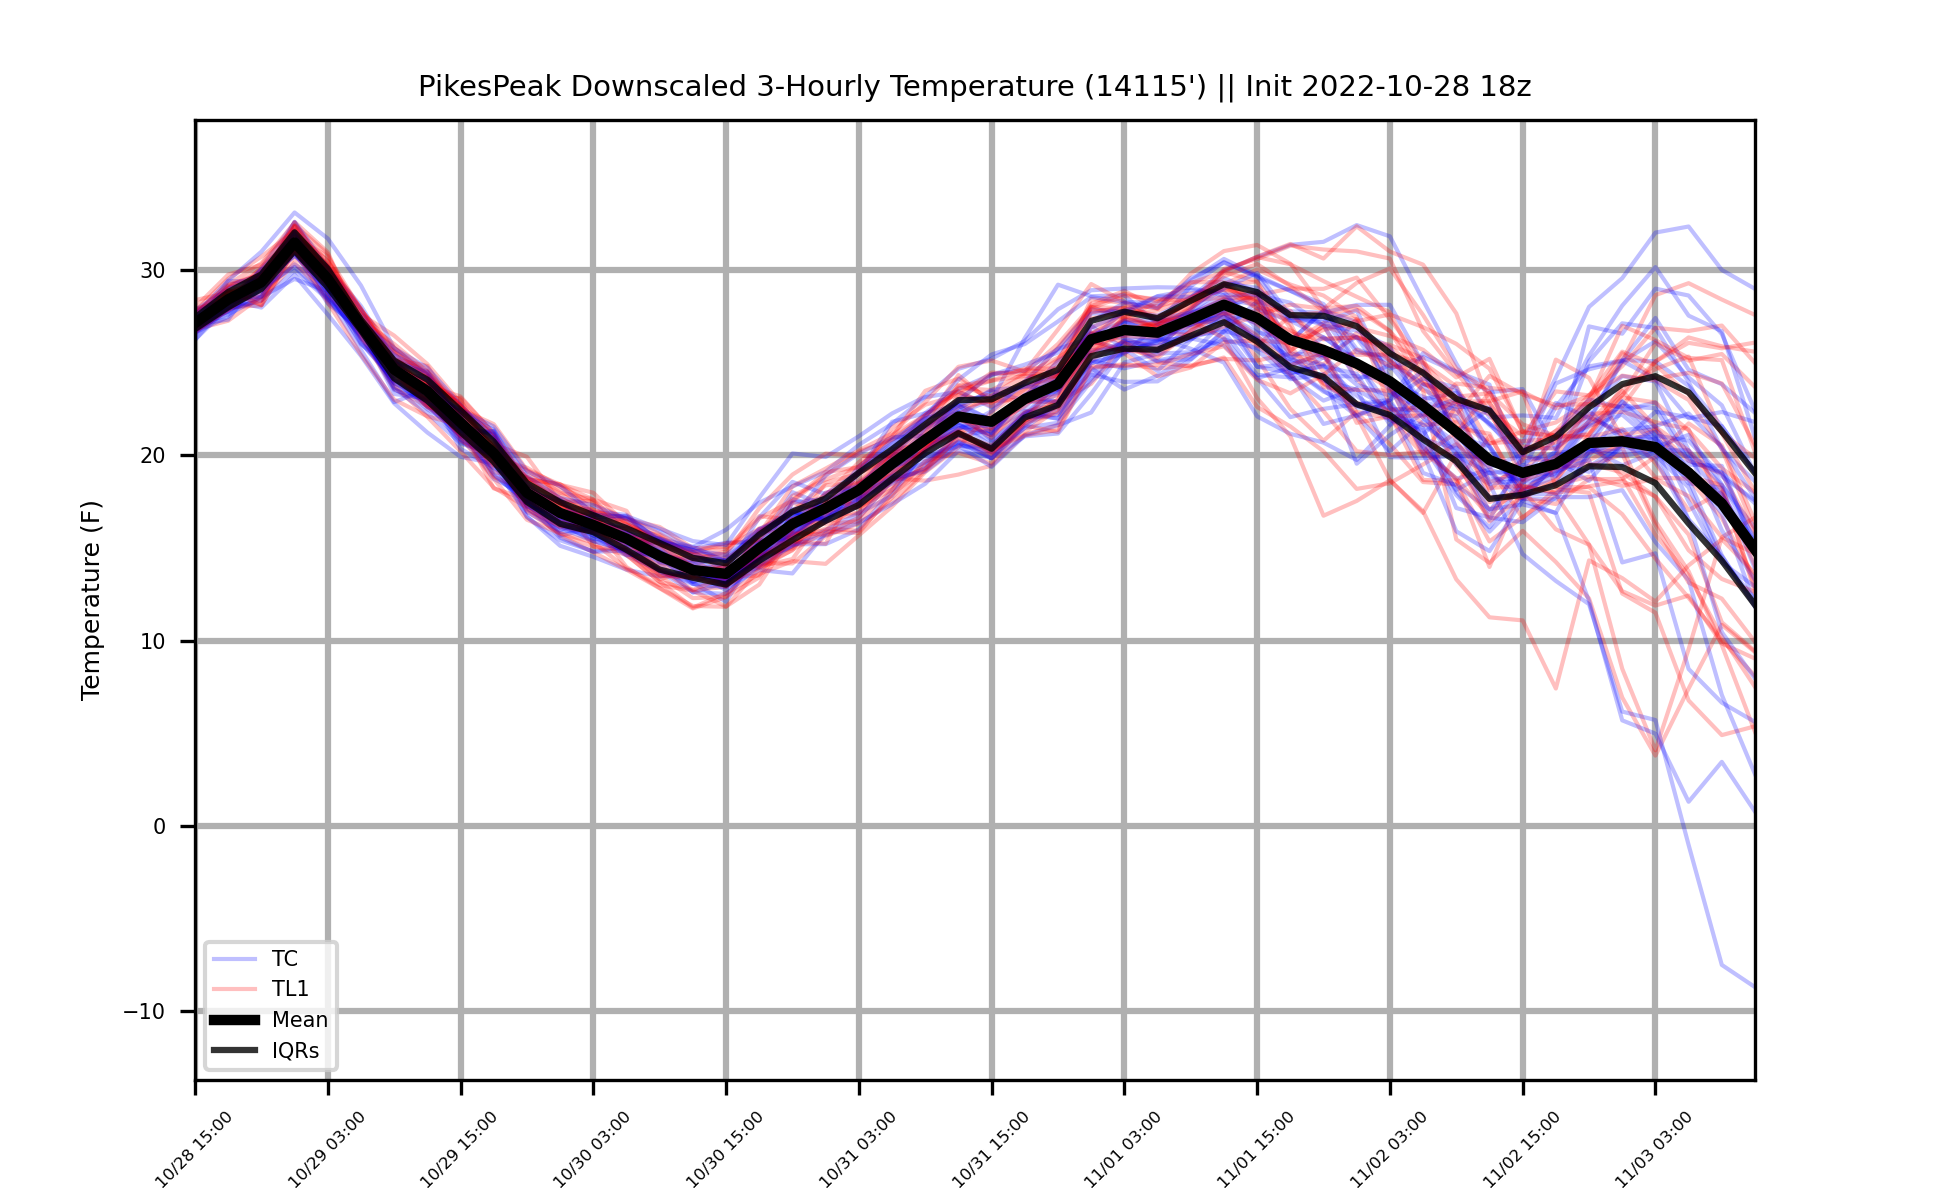 PikesPeak Downscaled 3-Hourly Temperature (14115') || Init 2022-10-28 18z
Temperature (F)
30
20
10
0
−10
TC
TL1
Mean
IQRs
10/28 15:00
10/29 03:00
10/29 15:00
10/30 03:00
10/30 15:00
10/31 03:00
10/31 15:00
11/01 03:00
11/01 15:00
11/02 03:00
11/02 15:00
11/03 03:00